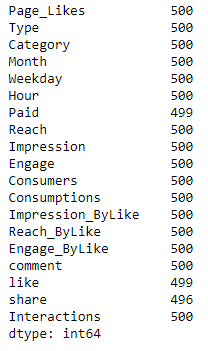 Page_Likes 500
Type 500
Category 500
Month 500
Weekday 500
Hour 500
Paid 499
Reach 500
Impression 500
Engage 500
Consumers 500
Consumptions 500
Impression_ByLike 500
Reach_ByLike 500
Engage_ByLike 500
comment 500
like 499
share 496
Interactions 500
dtype: int64